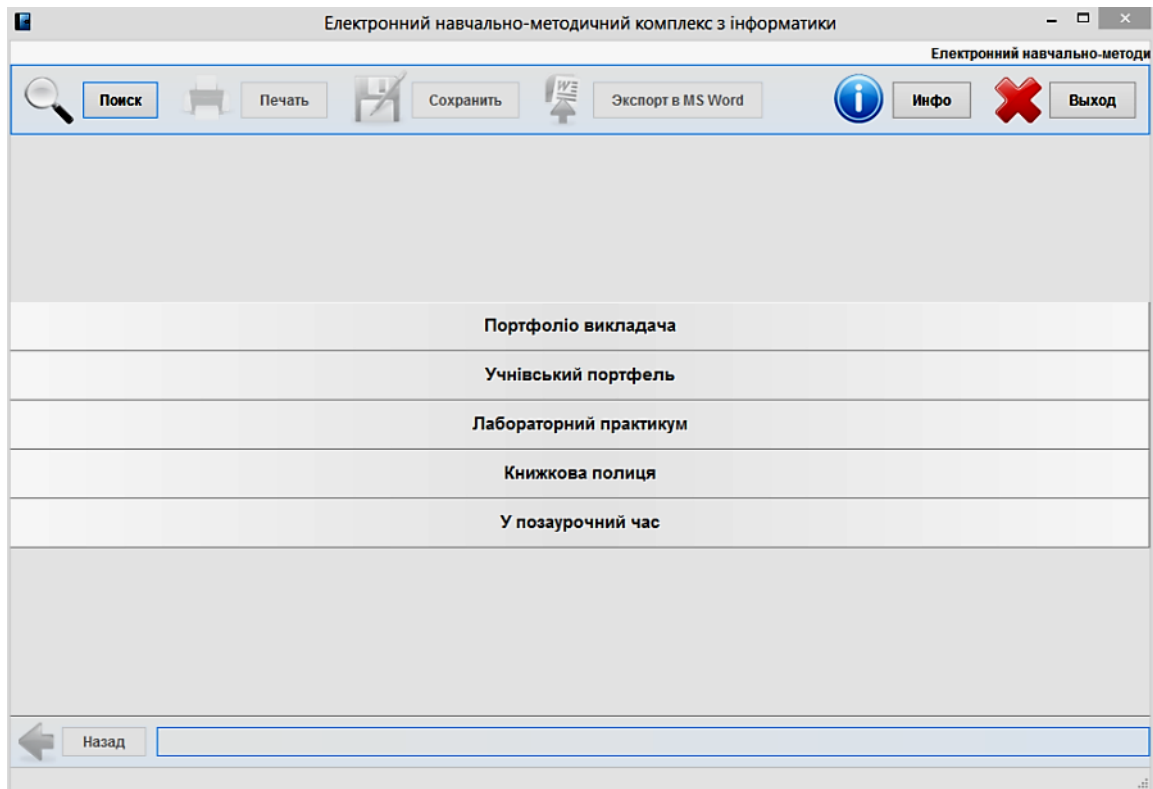 Електронний навчально-методичний комплекс з інформатики
Електронний навчально-методи
Поиск Печать Сохранить Экспорт в MS Word Инфо Выход
Портфоліо викладача
Учнівський портфель
Лабораторний практикум
Книжкова полиця
У позаурочний час
Назад